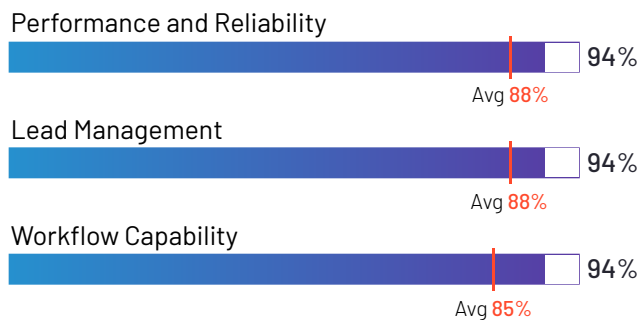 Performance and Reliability
94%
Avg 88%
Lead Management
94%
Avg 88%
Workflow Capability
94%
Avg 85%